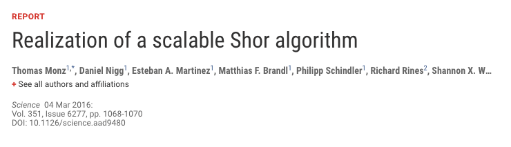 REPORT
Realization of a scalable Shor algorithm
Thomas Monz1,*, Daniel Nigg1, Esteban A. Martinez1, Matthias F. Brandl1, Philipp Schindler1, Richard Rines2, Shannon X. W…
+ See all authors and affiliations
Science 04 Mar 2016:
Vol. 351, Issue 6277, pp. 1068-1070
DOI: 10.1126/science.aad9480